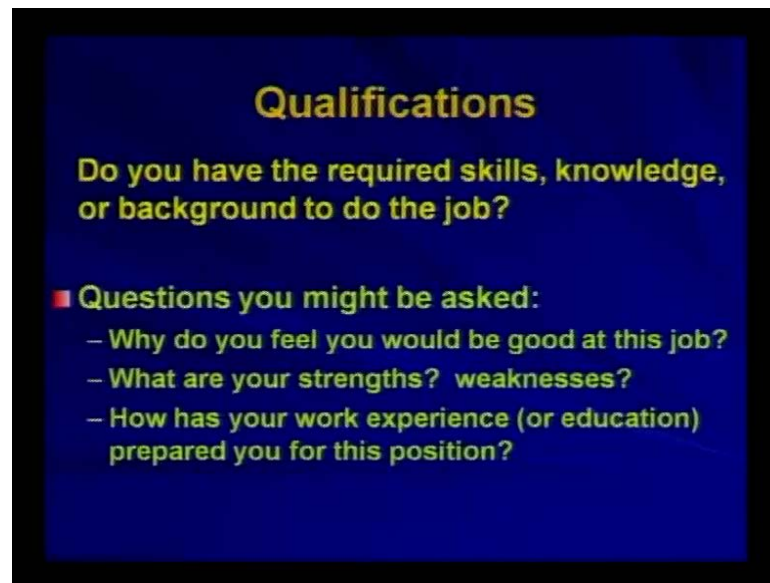 Qualifications
Do you have the required skills, knowledge,
or background to do the job?
Questions you might be asked:
– Why do you feel you would be good at this job?
– What are your strengths?  weaknesses?
– How has your work experience (or education)
prepared you for this position?